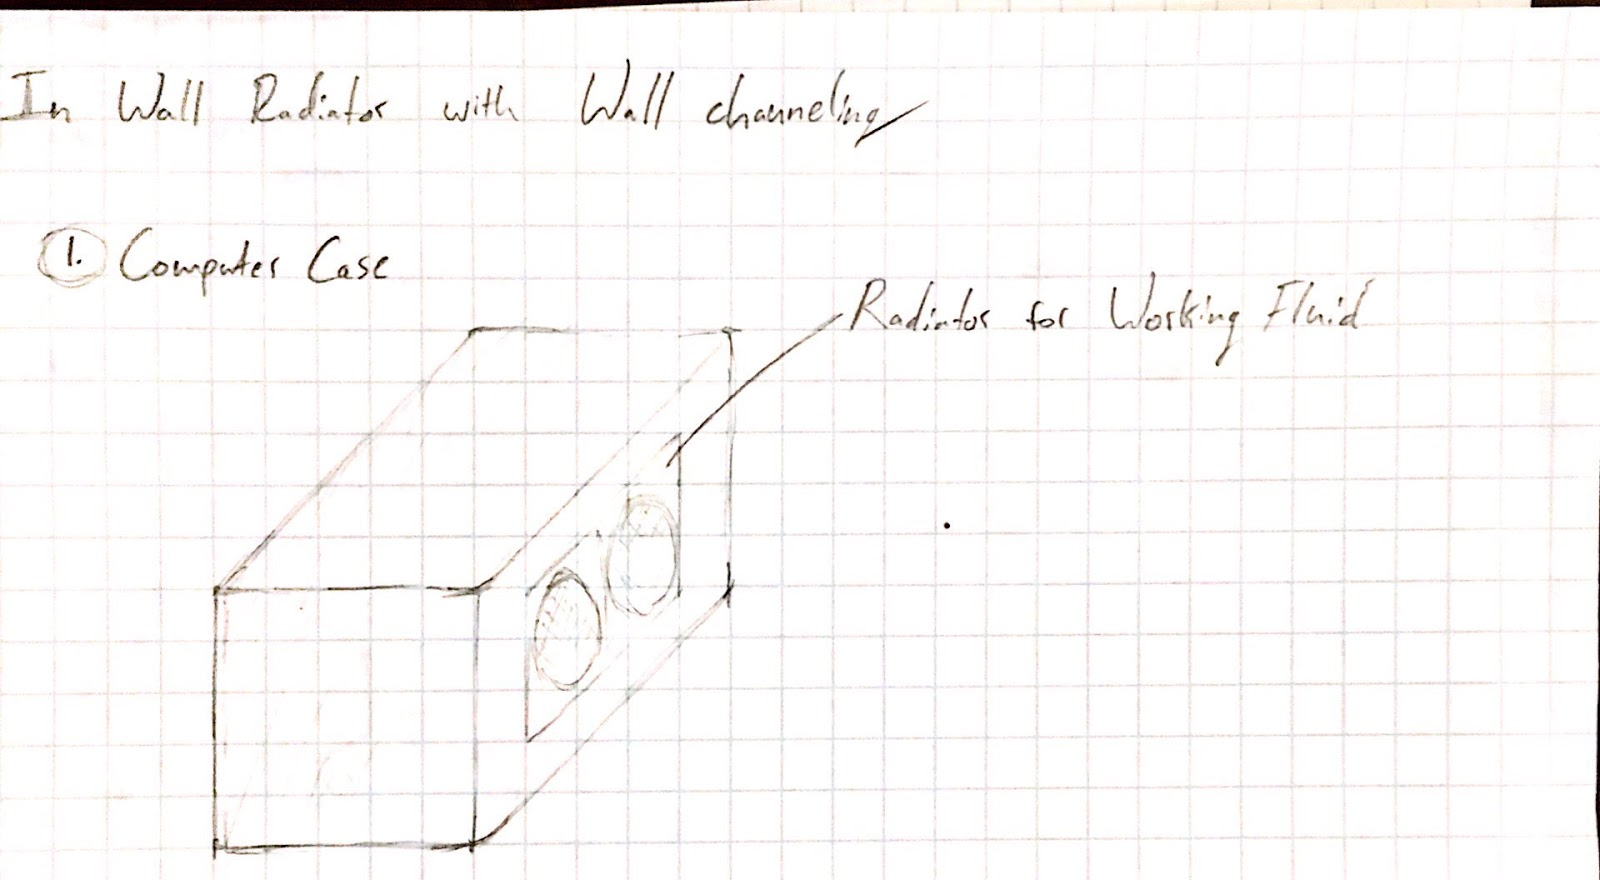 In Wall Radiator with Wall channeling
1. Computer Case
Radiator for Working Fluid